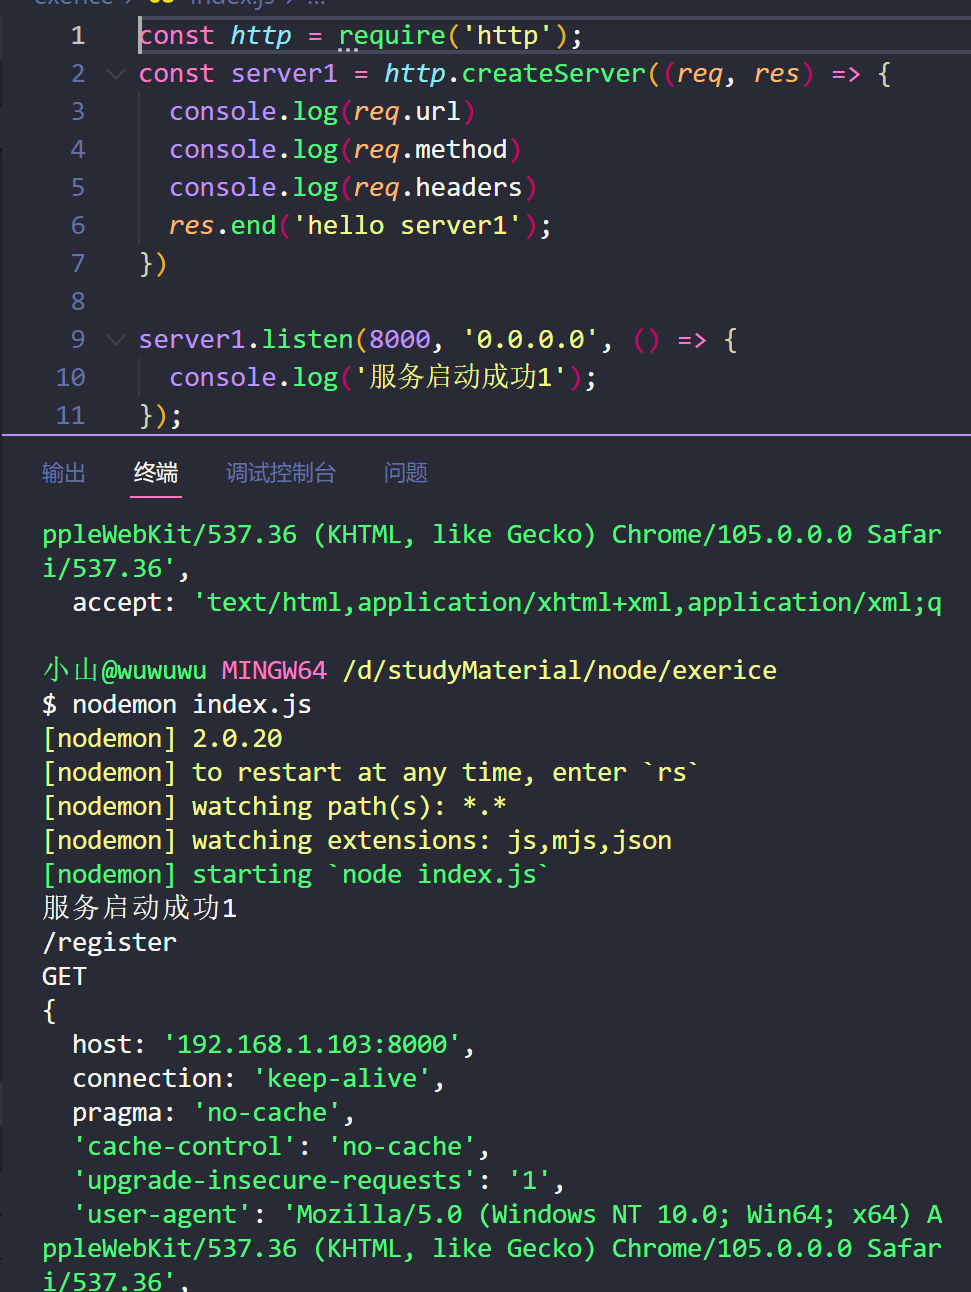 exerice > JS index.js > ...
1 const http = require('http');
2 const server1 = http.createServer((req, res) => {
3 console.log(req.url)
4 console.log(req.method)
5 console.log(req.headers)
6 res.end('hello server1');
7 })
8
9 server1.listen(8000, '0.0.0.0', () => {
10 console.log('服务启动成功1');
11 });
输出 终端 调试控制台 问题
ppleWebKit/537.36 (KHTML, like Gecko) Chrome/105.0.0.0 Safar
i/537.36',
accept: 'text/html,application/xhtml+xml,application/xml;q
小山@wuwuwu MINGW64 /d/studyMaterial/node/exerice
$ nodemon index.js
[nodemon] 2.0.20
[nodemon] to restart at any time, enter `rs`
[nodemon] watching path(s): *.*
[nodemon] watching extensions: js,mjs,json
[nodemon] starting `node index.js`
服务启动成功1
/register
GET
{
host: '192.168.1.103:8000',
connection: 'keep-alive',
pragma: 'no-cache',
'cache-control': 'no-cache',
'upgrade-insecure-requests': '1',
'user-agent': 'Mozilla/5.0 (Windows NT 10.0; Win64; x64) A
ppleWebKit/537.36 (KHTML, like Gecko) Chrome/105.0.0.0 Safar
i/537.36',